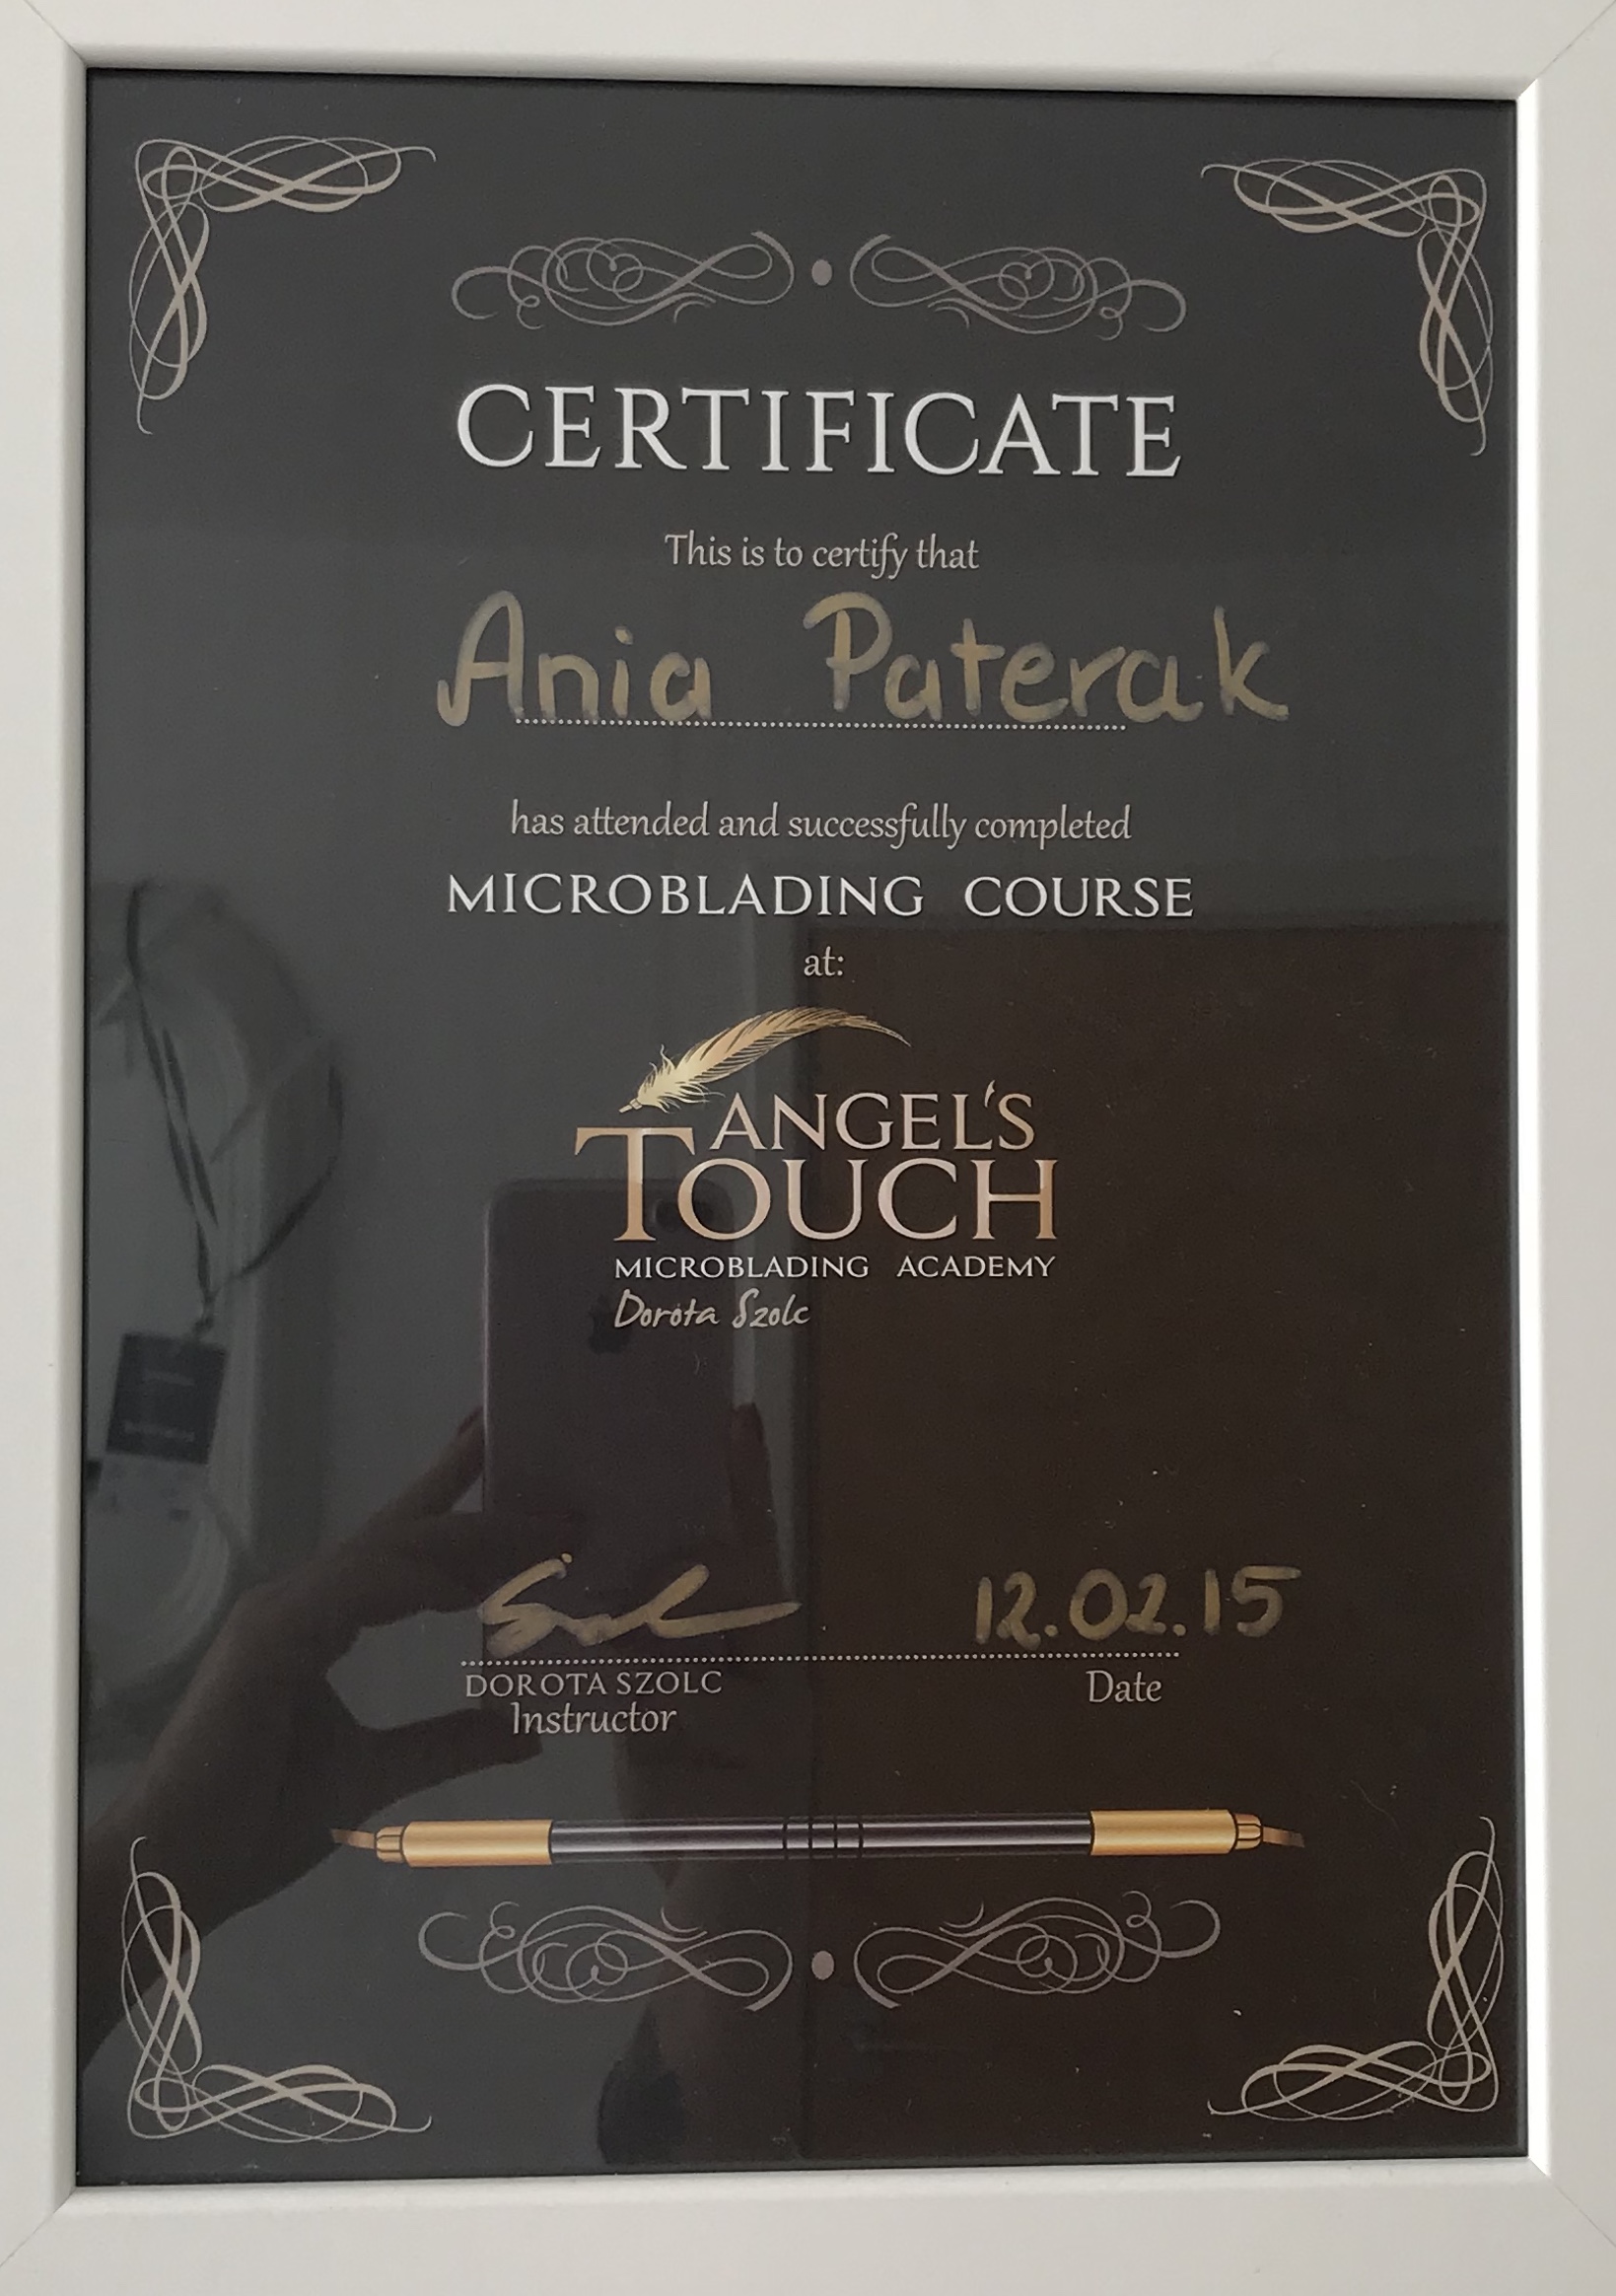 CERTIFICATE
This is to certify that
Ania Paterak
has attended and successfully completed
MICROBLADING COURSE
at:
ANGEL'S
TOUCH
MICROBLADING ACADEMY
Dorota Szolc
12.02.15
DOROTA SZOLC Date
Instructor